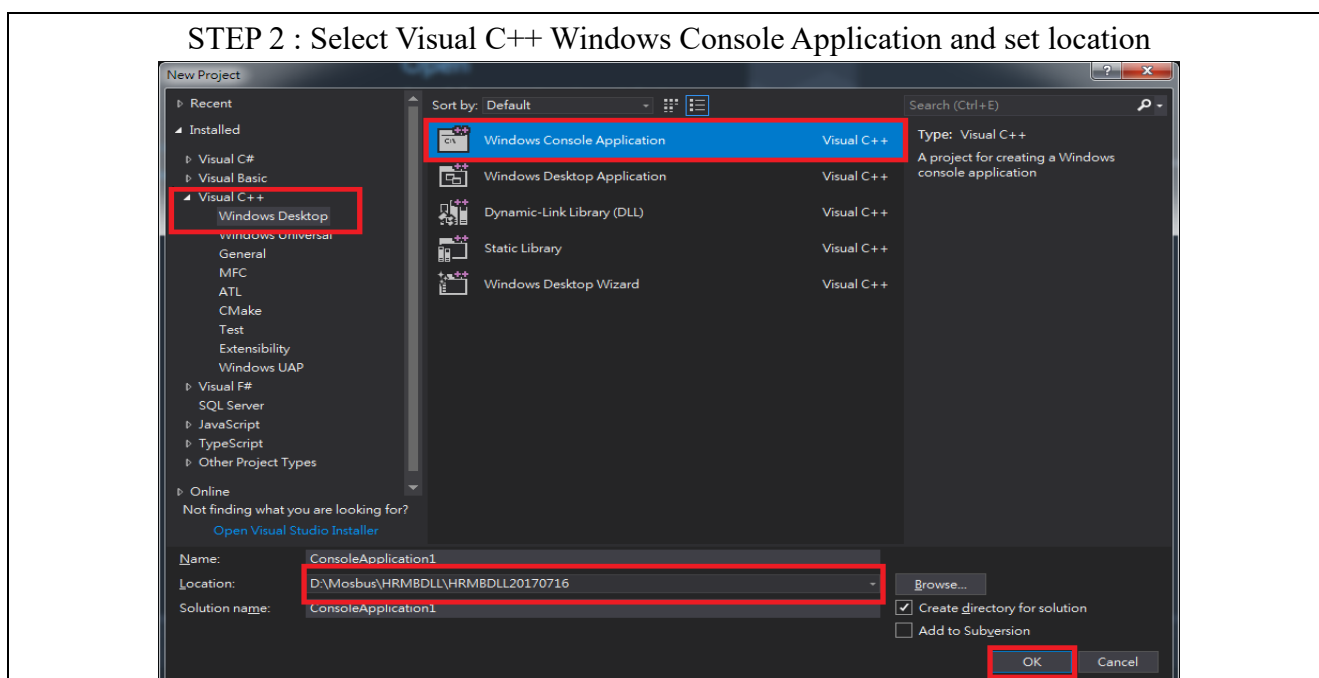 STEP 2 : Select Visual C++ Windows Console Application and set location
Open
New Project
Recent
Installed
Visual C#
Visual Basic
Visual C++
Windows Desktop
Windows Universal
General
MFC
ATL
CMake
Test
Extensibility
Windows UAP
Visual F#
SQL Server
JavaScript
TypeScript
Other Project Types
Online
Not finding what you are looking for?
Open Visual Studio Installer
Sort by: Default
Windows Console Application Visual C++
Windows Desktop Application Visual C++
Dynamic-Link Library (DLL) Visual C++
Static Library Visual C++
Windows Desktop Wizard Visual C++
Search (Ctrl+E)
Type: Visual C++
A project for creating a Windows
console application
Name: ConsoleApplication1
Location: D:\Mosbus\HRMBDLL\HRMBDLL20170716
Browse...
Solution name: ConsoleApplication1
Create directory for solution
Add to Subversion
OK Cancel